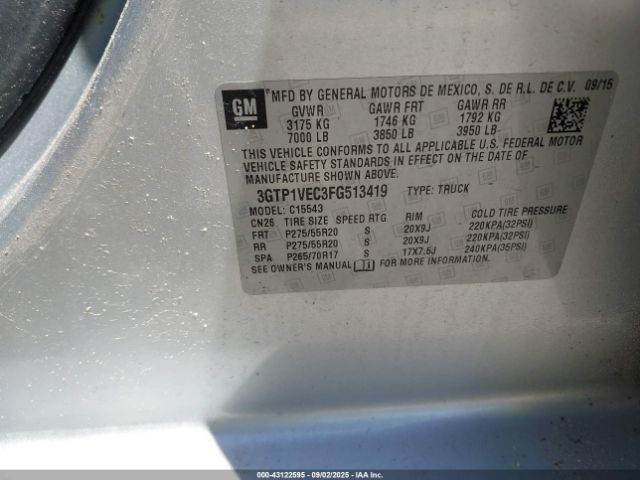 GM
®MFD BY GENERAL MOTORS DE MEXICO, S. DE R.L. DE C.V. 09/15
GVWR GAWR FRT GAWR RR
3175 KG 1746 KG 1792 KG
7000 LB 3850 LB 3950 LB
THIS VEHICLE CONFORMS TO ALL APPLICABLE U.S. FEDERAL MOTOR
VEHICLE SAFETY STANDARDS IN EFFECT ON THE DATE OF
MANUFACTURE SHOWN ABOVE.
3GTP1VEC3FG513419 TYPE: TRUCK
MODEL: C15543
CN26 TIRE SIZE SPEED RTG RIM COLD TIRE PRESSURE
FRT P275/55R20 S 20X9J 220KPA(32PSI)
RR P275/55R20 S 20X9J 220KPA(32PSI)
SPA P265/70R17 S 17X7.5J 240KPA(35PSI)
SEE OWNER'S MANUAL FOR MORE INFORMATION.
000-43122595 - 09/02/2025 - IAA Inc.